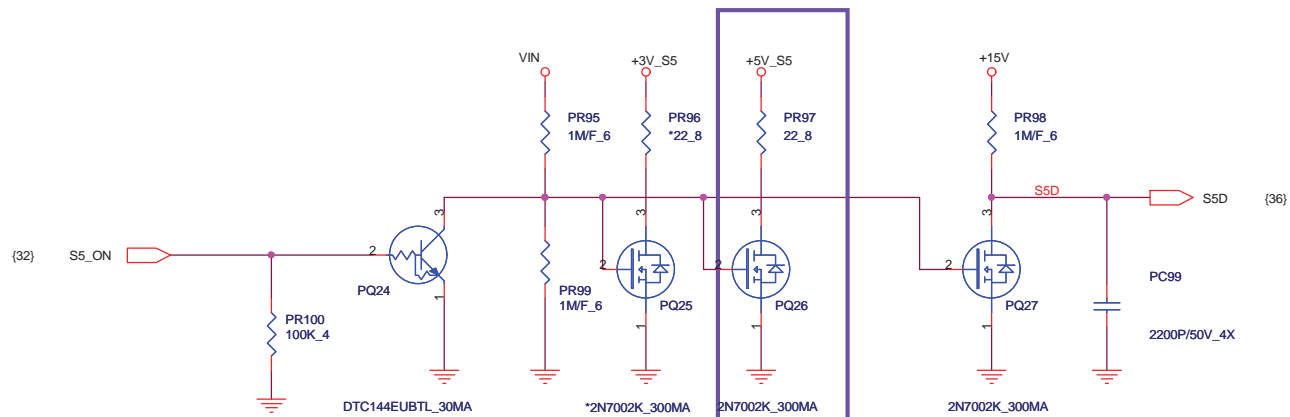 VIN
+3V_S5
+5V_S5
+15V
PR95
1M/F_6
PR96
*22_8
PR97
22_8
PR98
1M/F_6
S5D
S5D
{36}
3
3
3
3
{32}
S5_ON
2
2
2
2
PQ24
PR99
1M/F_6
PQ25
PQ26
PQ27
PC99
1
1
1
1
PR100
100K_4
2200P/50V_4X
DTC144EUBTL_30MA
*2N7002K_300MA
2N7002K_300MA
2N7002K_300MA